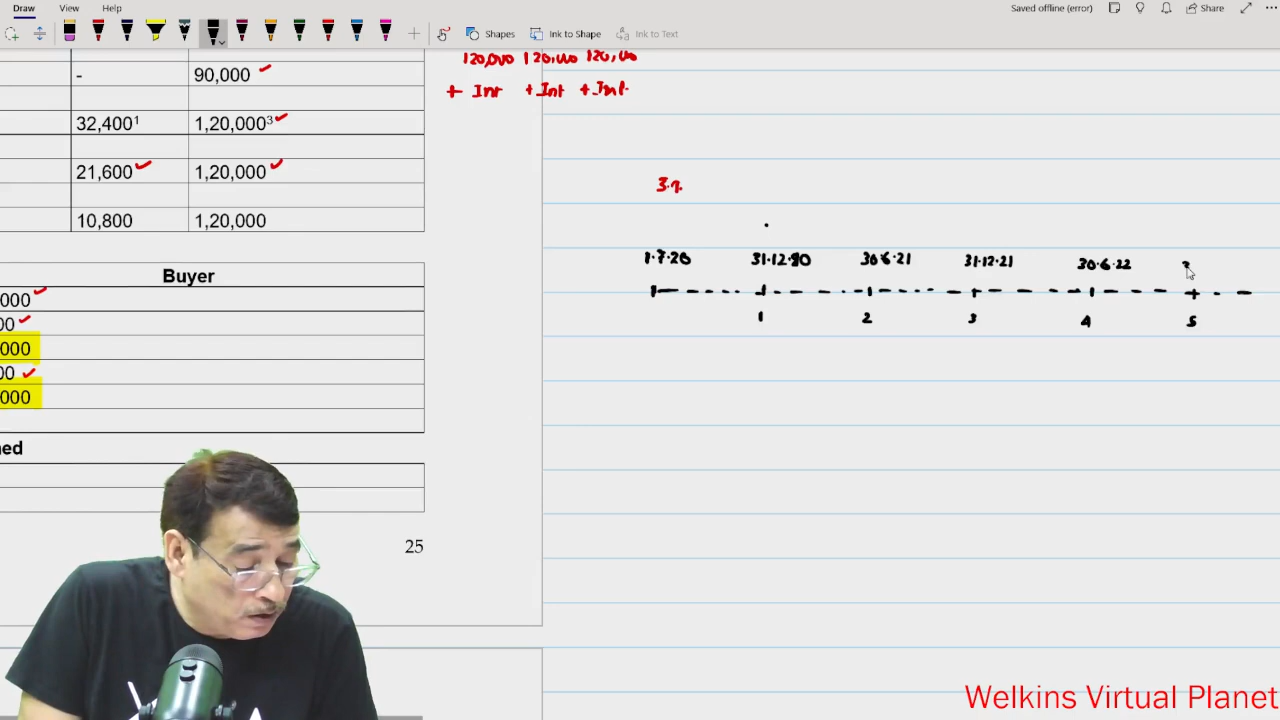 Draw View Help Saved offline (error) Share
Shapes Ink to Shape Ink to Text
120,000 120,000 120,000
- 90,000
+ Int + Int + Int
32,400¹ 1,20,000³
21,600 1,20,000
10,800 1,20,000
1.7.20 31.12.20 30.6.21 31.12.21 30.6.22
1 2 3 4 5
Buyer
000
00
000
00
000
ned
25
Welkins Virtual Planet